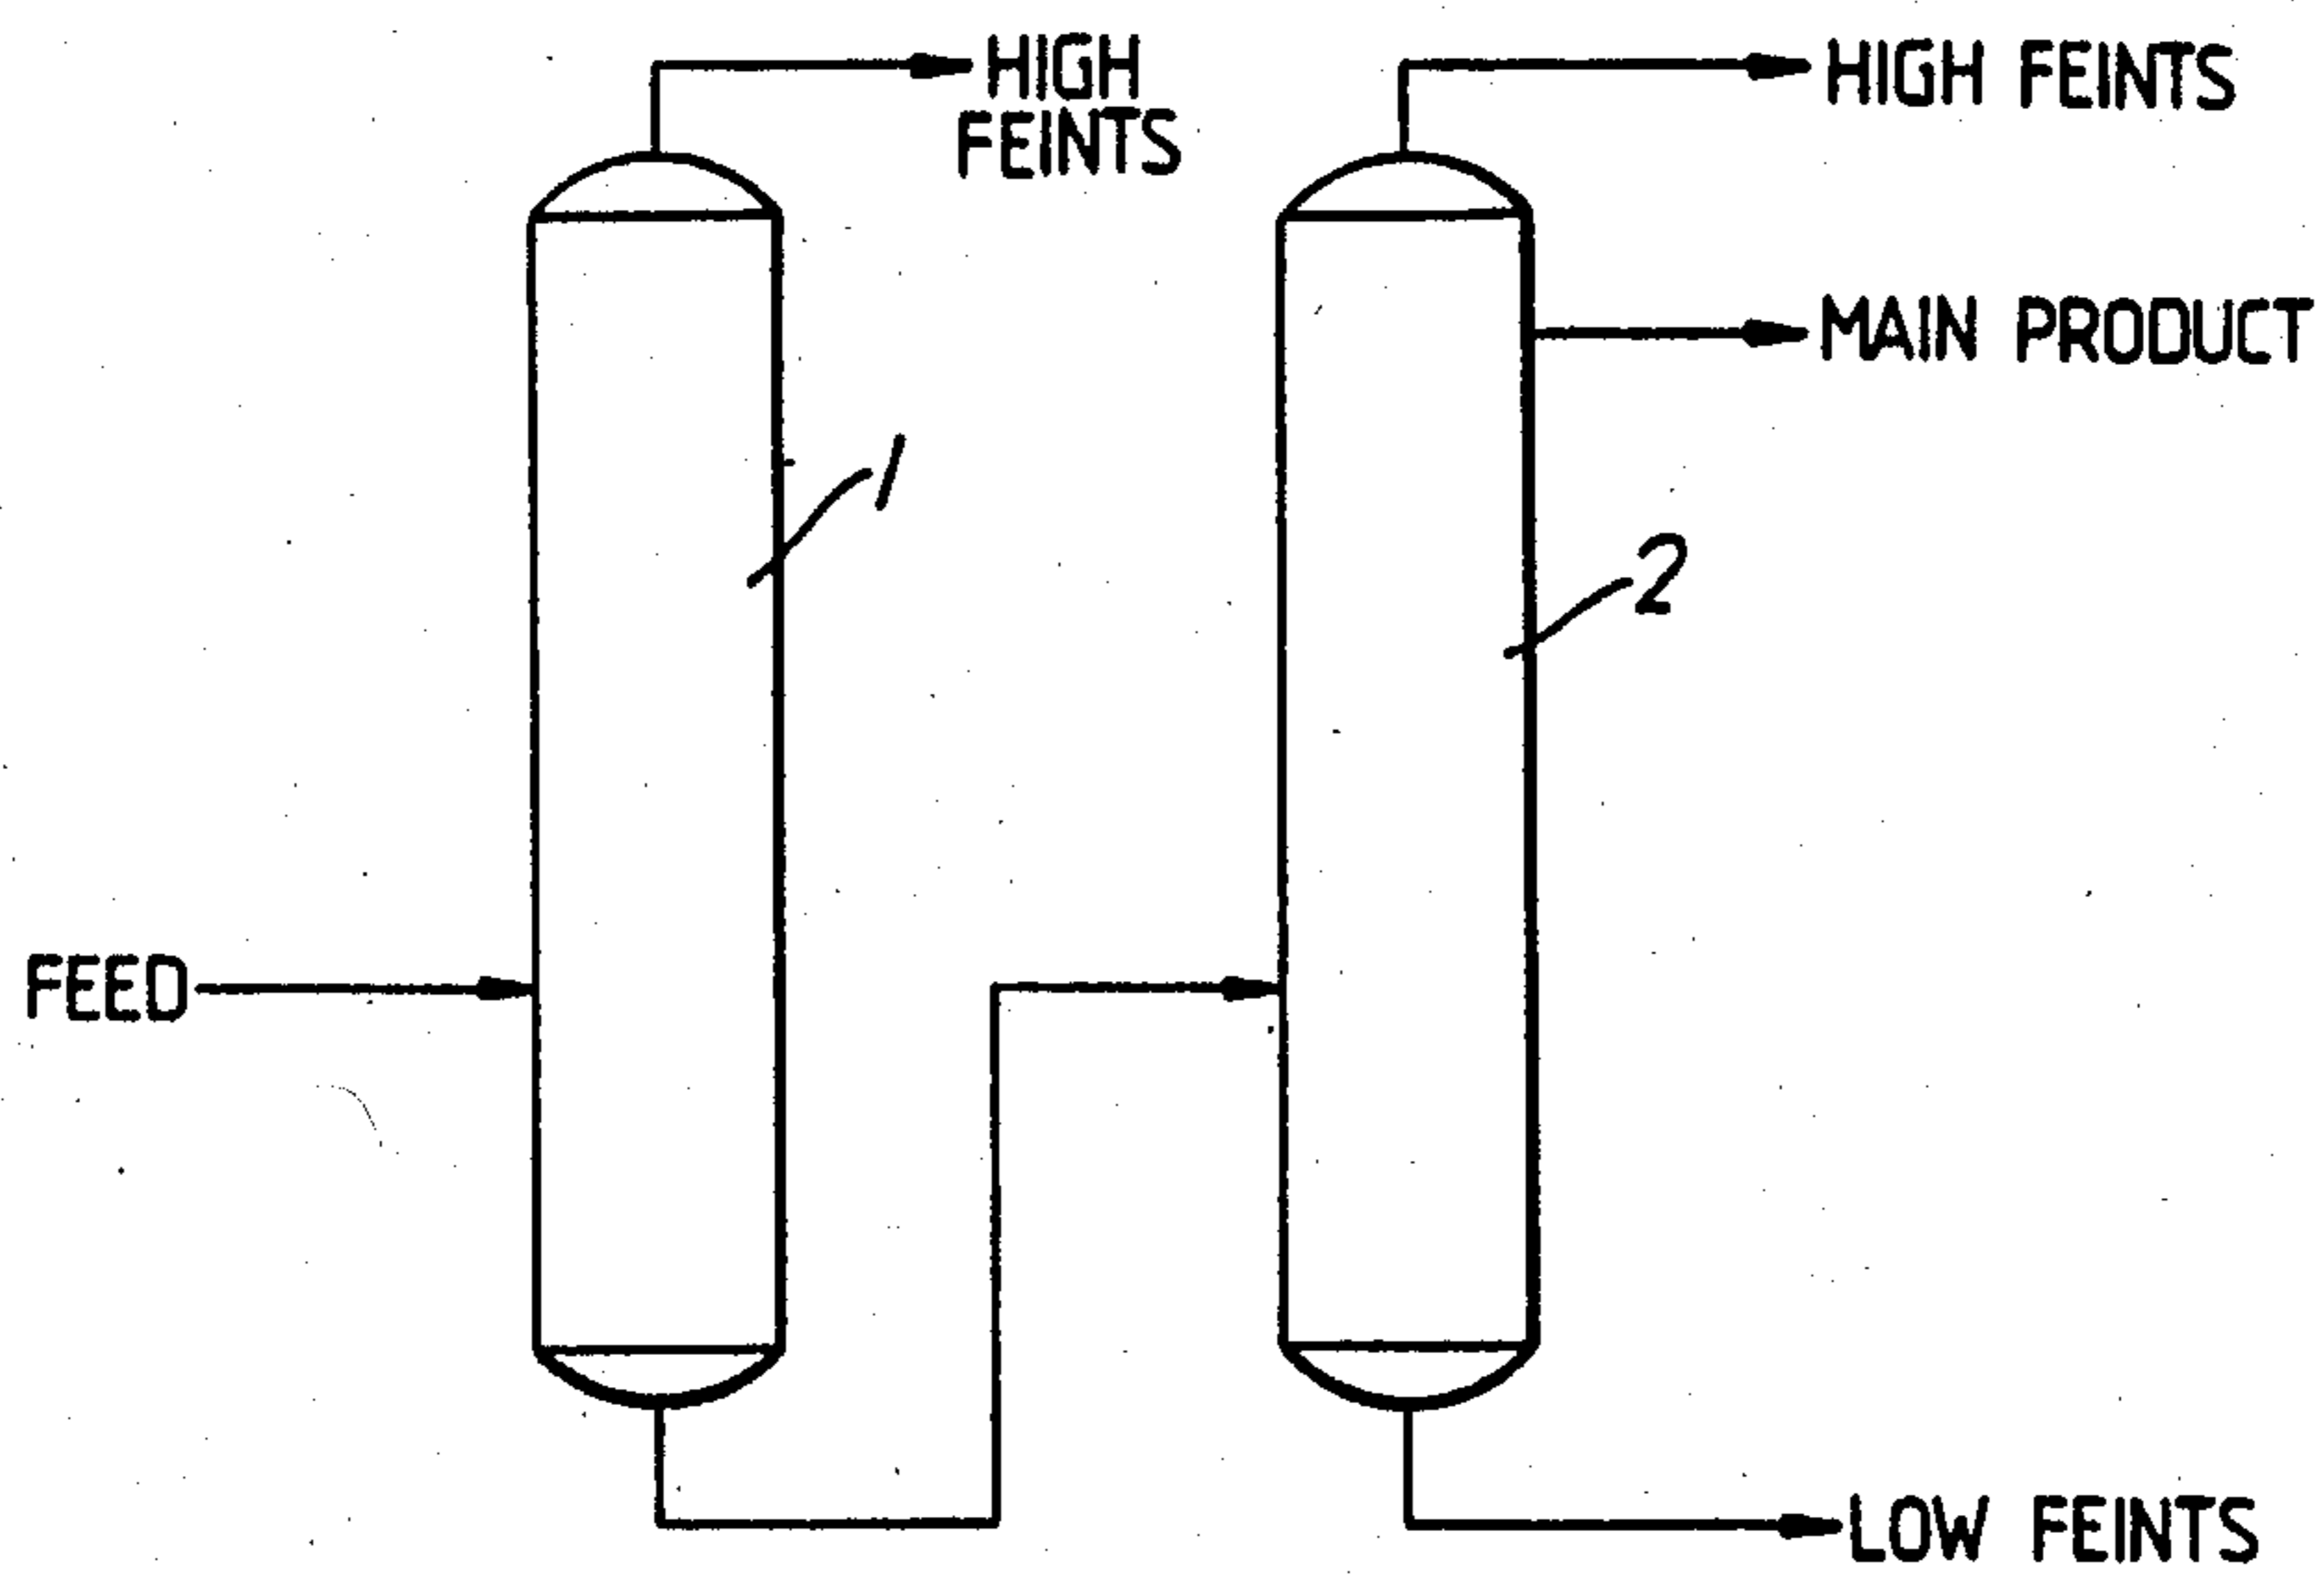 HIGH
FEINTS
HIGH FEINTS
MAIN PRODUCT
1
2
FEED
LOW FEINTS